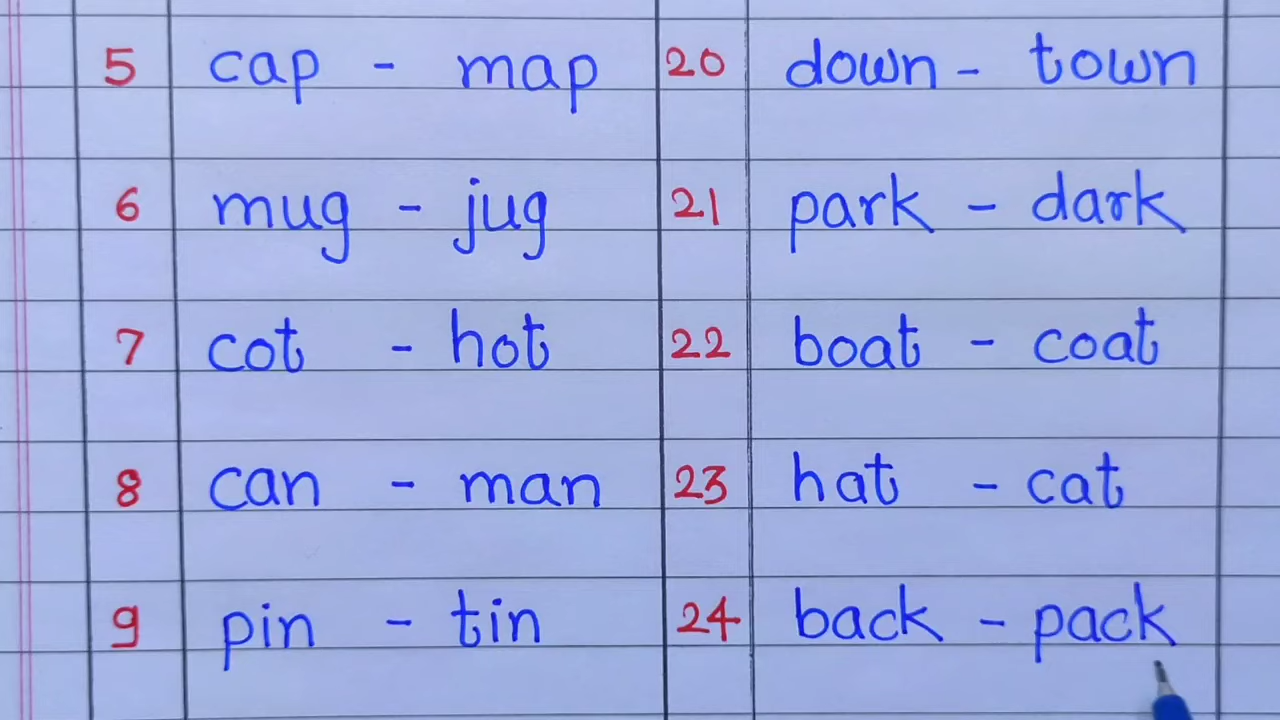 5 cap - map 20 down - town
6 mug - jug 21 park - dark
7 cot - hot 22 boat - coat
8 can - man 23 hat - cat
9 pin - tin 24 back - pack